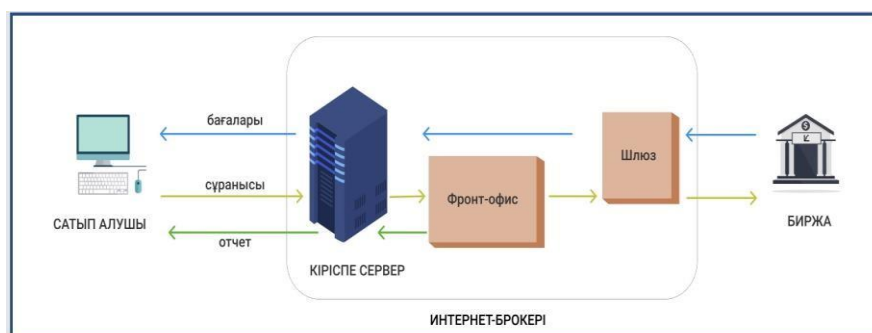 бағалары
Шлюз
сұранысы
Фронт-офис
САТЫП АЛУШЫ
отчет
БИРЖА
КІРІСПЕ СЕРВЕР
ИНТЕРНЕТ-БРОКЕРІ